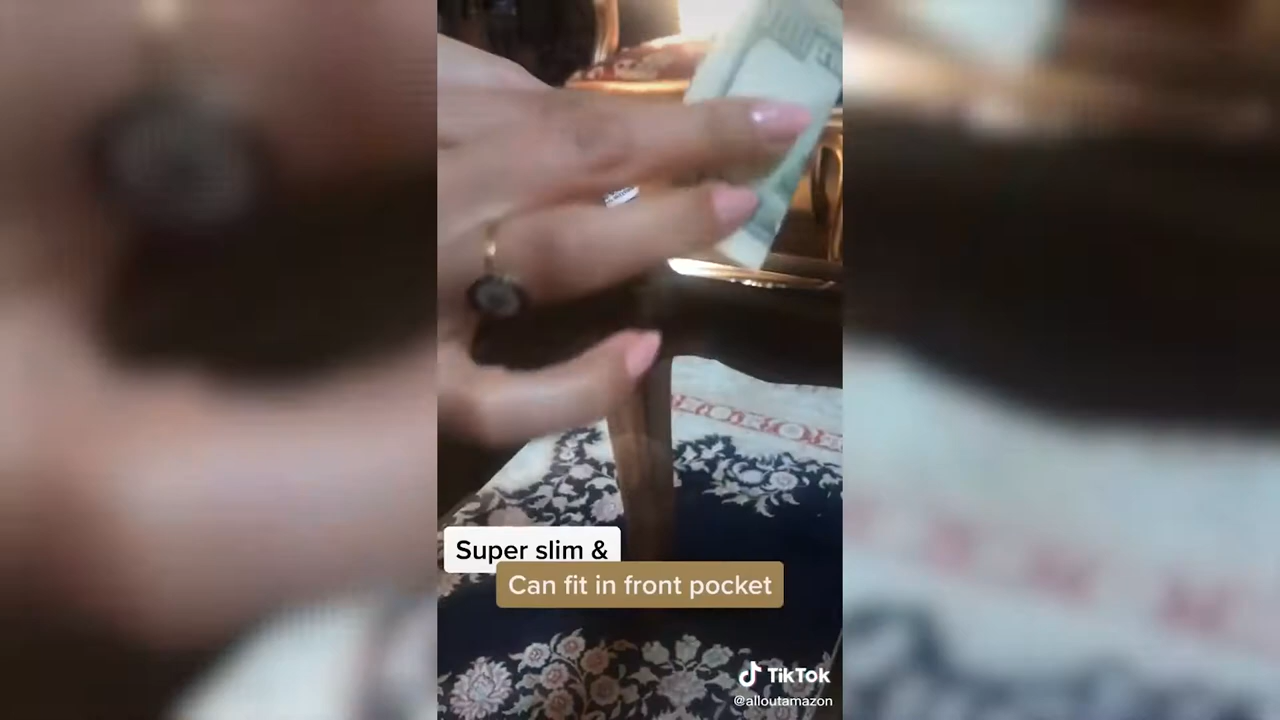 Super slim &
Can fit in front pocket
TikTok
@alloutamazon